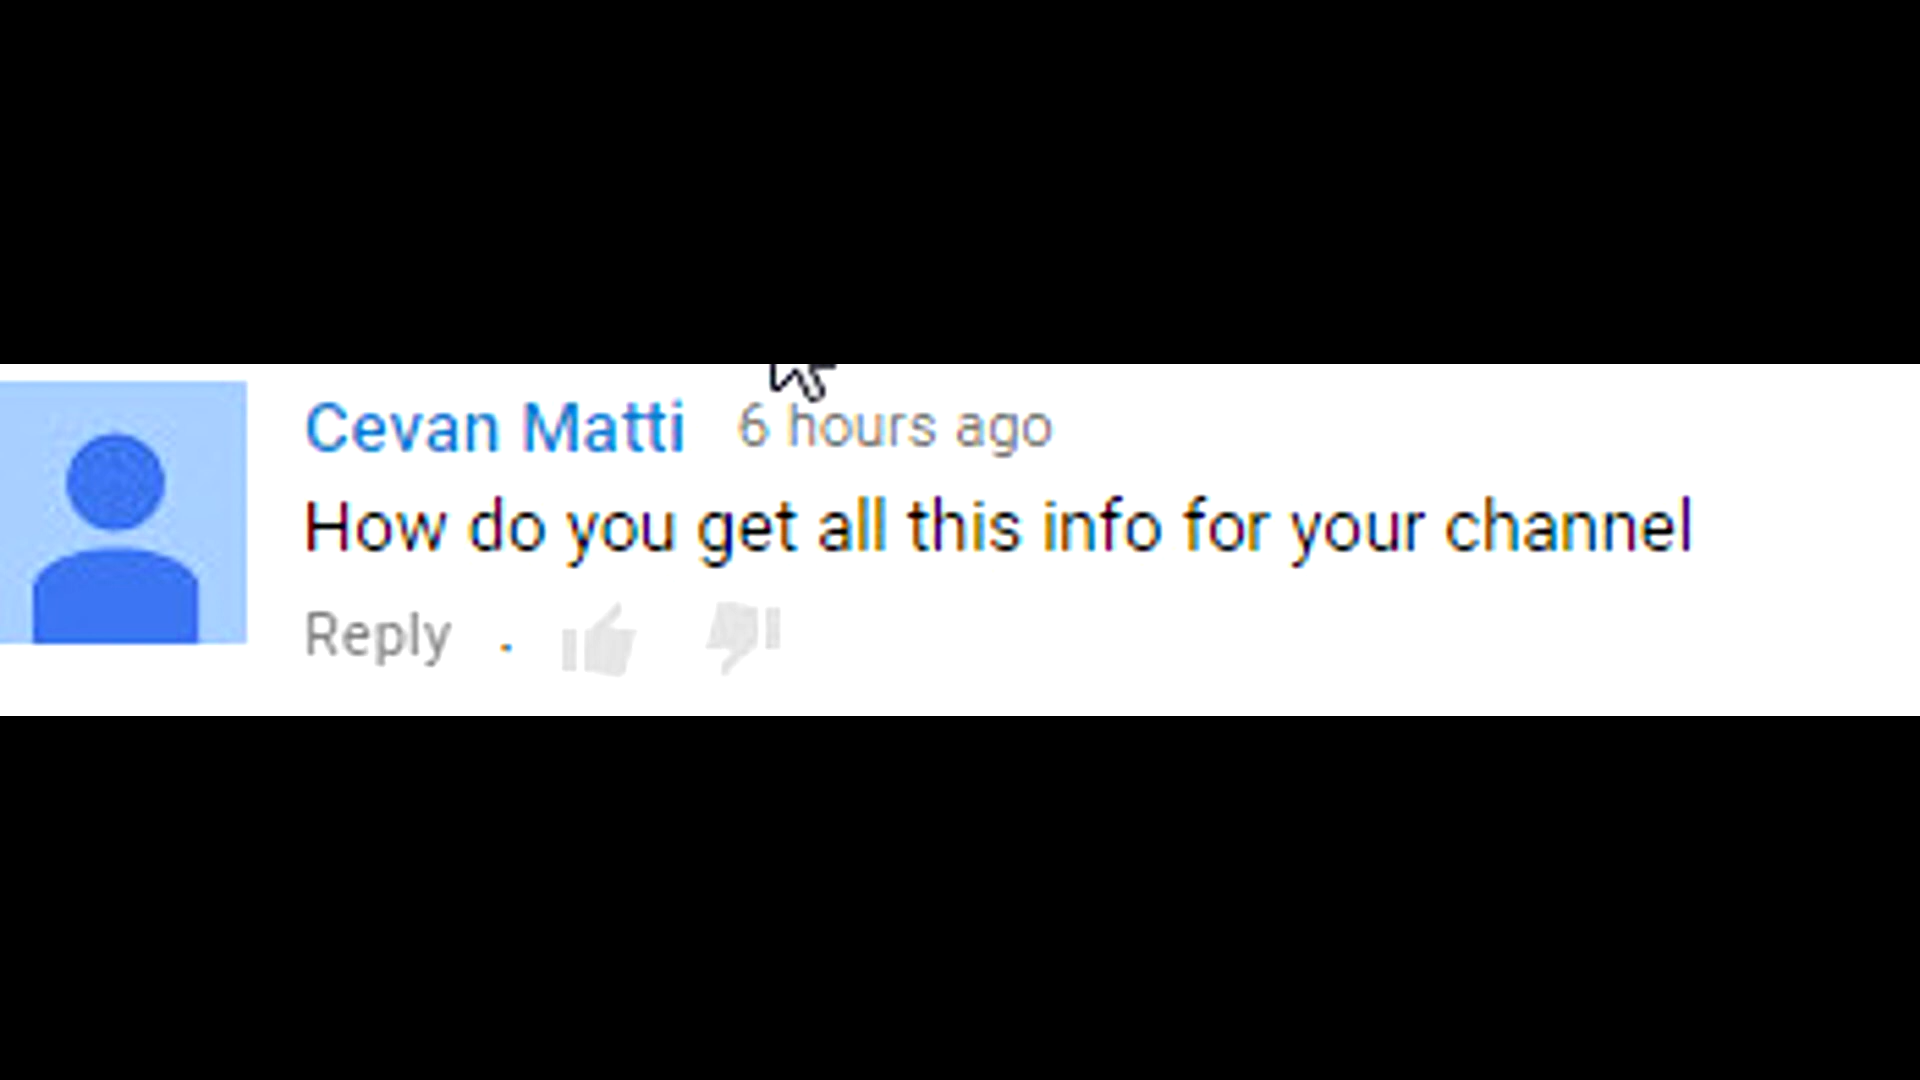 Cevan Matti 6 hours ago
How do you get all this info for your channel
Reply .